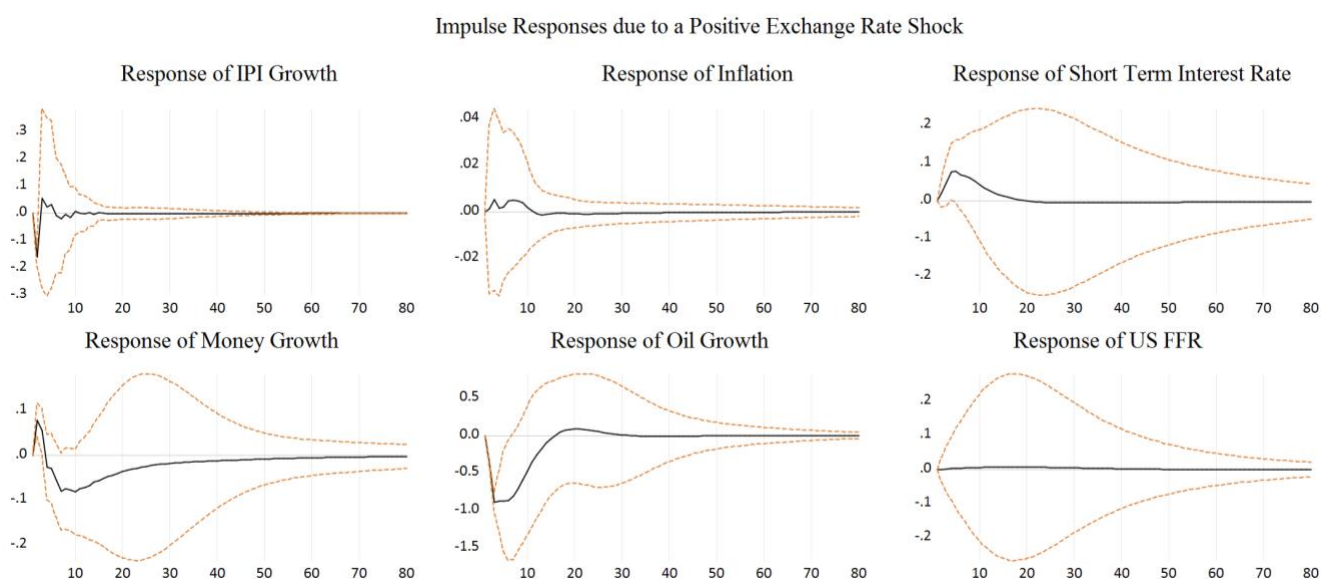 Impulse Responses due to a Positive Exchange Rate Shock
Response of IPI Growth
.3
.2
.1
.0
-.1
-.2
-.3
10 20 30 40 50 60 70 80
Response of Inflation
.04
.02
.00
-.02
10 20 30 40 50 60 70 80
Response of Short Term Interest Rate
.2
.1
.0
-.1
-.2
10 20 30 40 50 60 70 80
Response of Money Growth
.1
.0
-.1
-.2
10 20 30 40 50 60 70 80
Response of Oil Growth
0.5
0.0
-0.5
-1.0
-1.5
10 20 30 40 50 60 70 80
Response of US FFR
.2
.1
.0
-.1
-.2
10 20 30 40 50 60 70 80